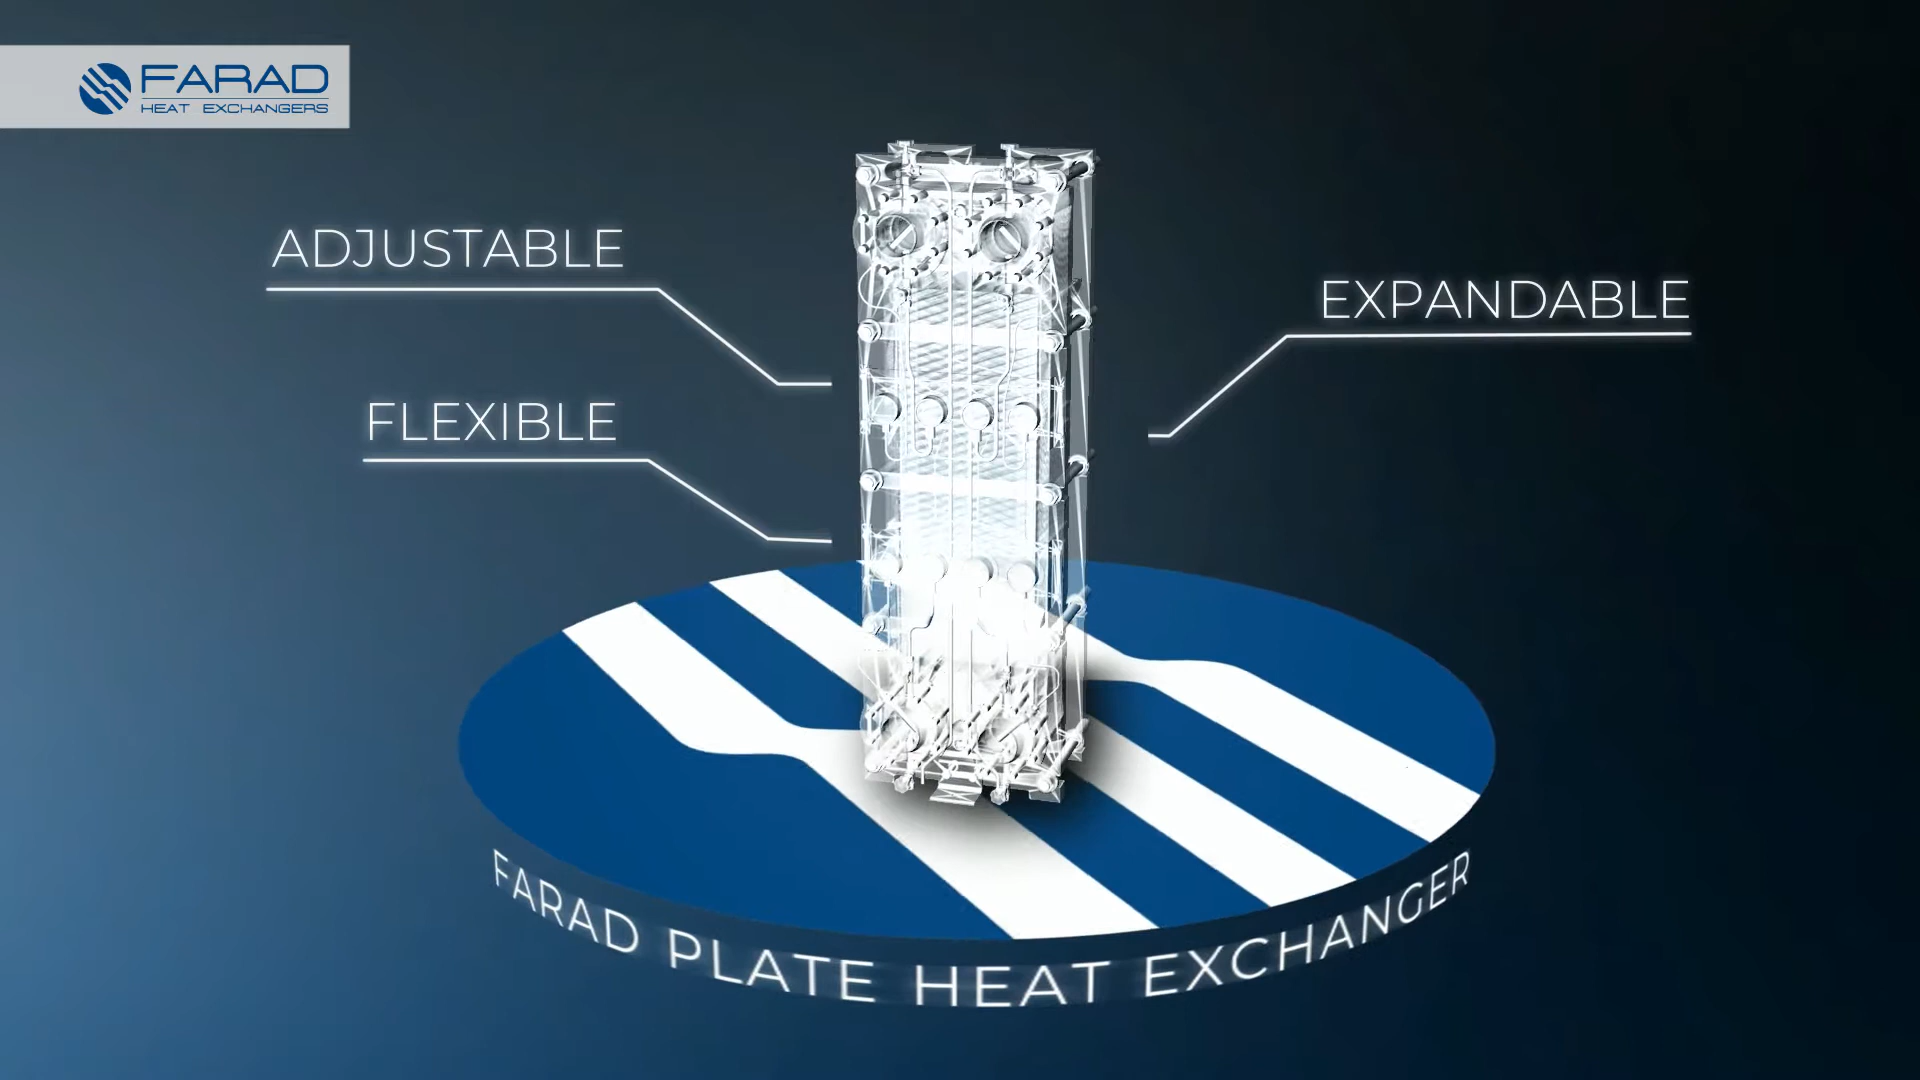 FARAD
HEAT EXCHANGERS
ADJUSTABLE
EXPANDABLE
FLEXIBLE
FARAD PLATE HEAT EXCHANGER